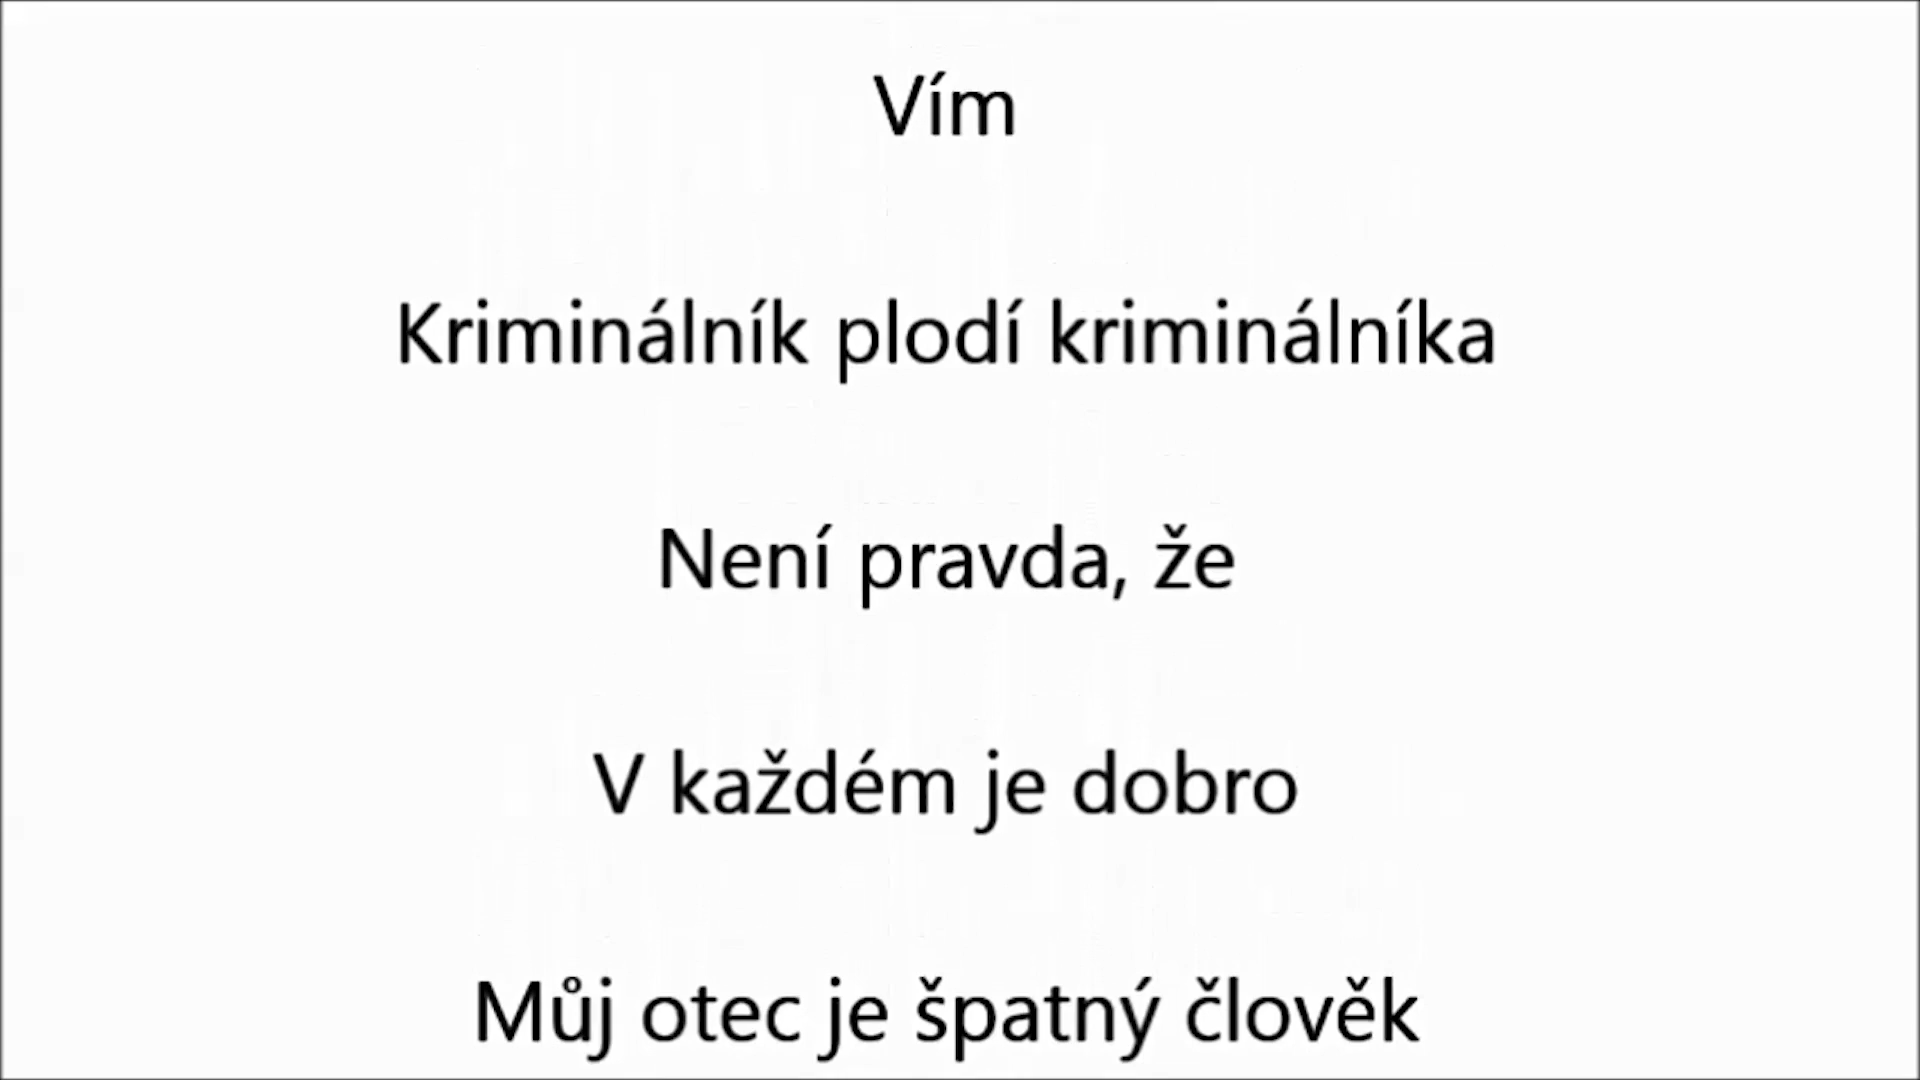 Vím
Kriminálník plodí kriminálníka
Není pravda, že
V každém je dobro
Můj otec je špatný člověk